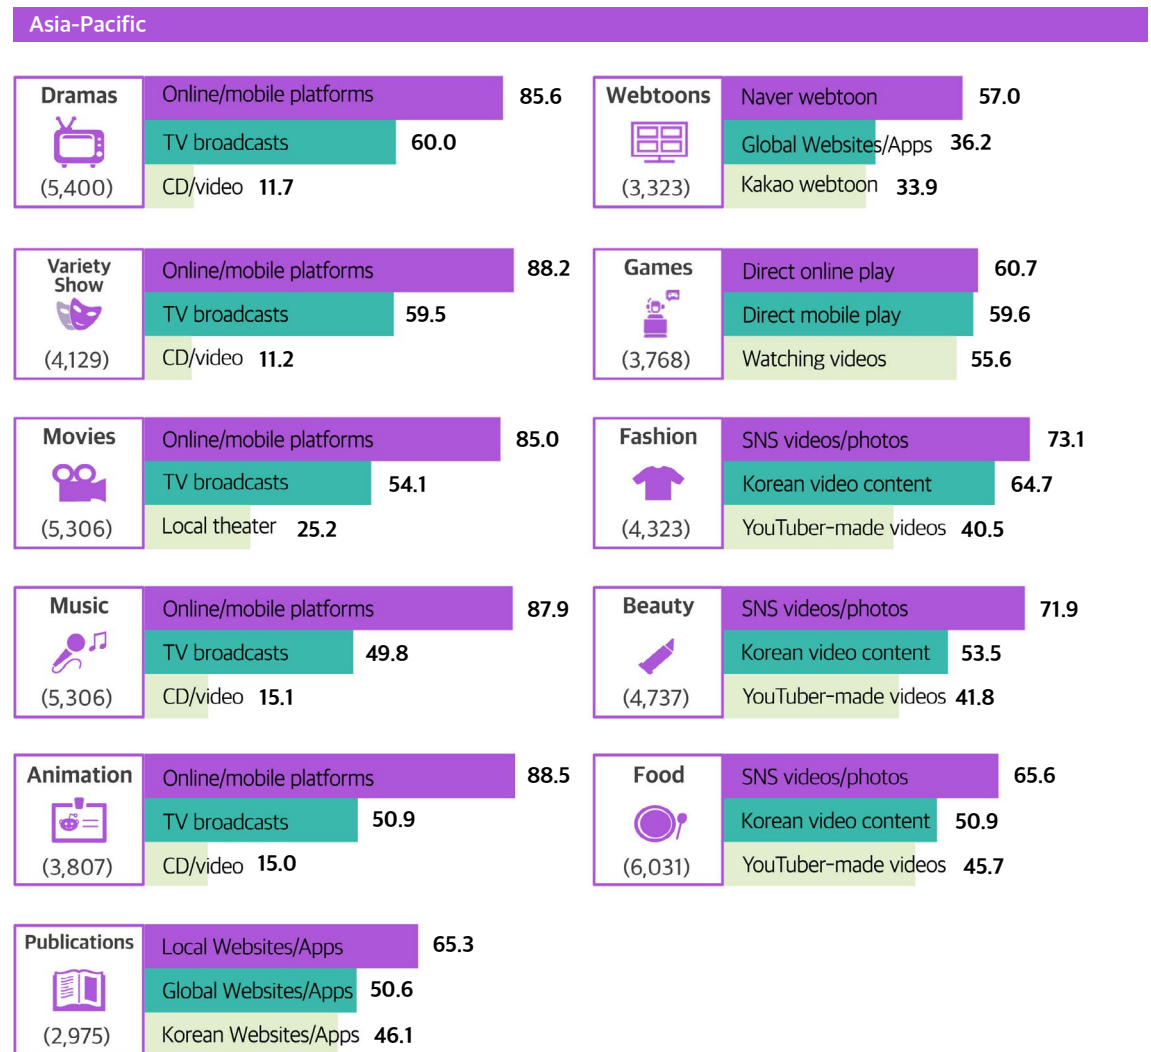 Asia-Pacific
Dramas
(5,400)
Online/mobile platforms 85.6
TV broadcasts 60.0
CD/video 11.7
Webtoons
(3,323)
Naver webtoon 57.0
Global Websites/Apps 36.2
Kakao webtoon 33.9
Variety
Show
(4,129)
Online/mobile platforms 88.2
TV broadcasts 59.5
CD/video 11.2
Games
(3,768)
Direct online play 60.7
Direct mobile play 59.6
Watching videos 55.6
Movies
(5,306)
Online/mobile platforms 85.0
TV broadcasts 54.1
Local theater 25.2
Fashion
(4,323)
SNS videos/photos 73.1
Korean video content 64.7
YouTuber-made videos 40.5
Music
(5,306)
Online/mobile platforms 87.9
TV broadcasts 49.8
CD/video 15.1
Beauty
(4,737)
SNS videos/photos 71.9
Korean video content 53.5
YouTuber-made videos 41.8
Animation
(3,807)
Online/mobile platforms 88.5
TV broadcasts 50.9
CD/video 15.0
Food
(6,031)
SNS videos/photos 65.6
Korean video content 50.9
YouTuber-made videos 45.7
Publications
(2,975)
Local Websites/Apps 65.3
Global Websites/Apps 50.6
Korean Websites/Apps 46.1